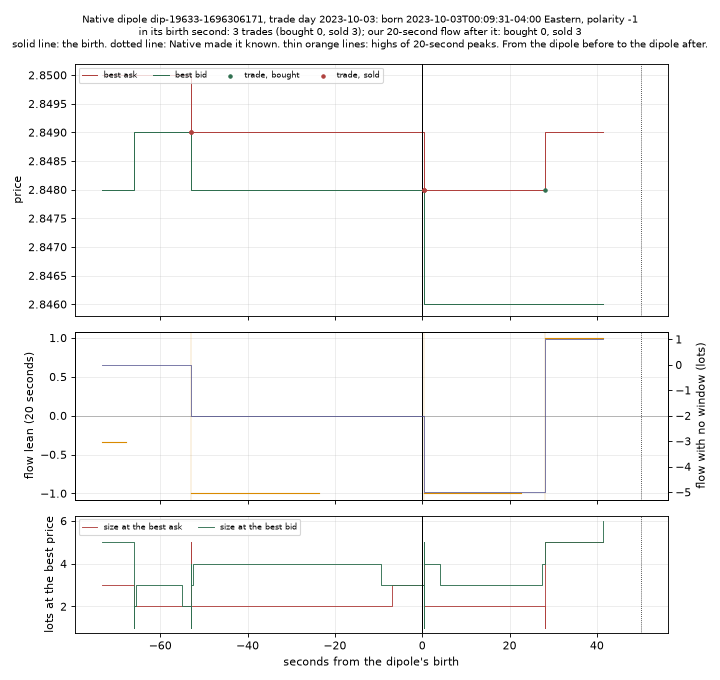 Native dipole dip-19633-1696306171, trade day 2023-10-03: born 2023-10-03T00:09:31-04:00 Eastern, polarity -1
in its birth second: 3 trades (bought 0, sold 3); our 20-second flow after it: bought 0, sold 3
solid line: the birth. dotted line: Native made it known. thin orange lines: highs of 20-second peaks. From the dipole before to the dipole after.
best ask
best bid
trade, bought
trade, sold
2.8500
2.8495
2.8490
2.8485
2.8480
2.8475
2.8470
2.8465
2.8460
price
1.0
0.5
0.0
−0.5
−1.0
flow lean (20 seconds)
1
0
−1
−2
−3
−4
−5
flow with no window (lots)
size at the best ask
size at the best bid
6
4
2
lots at the best price
−60
−40
−20
0
20
40
seconds from the dipole's birth